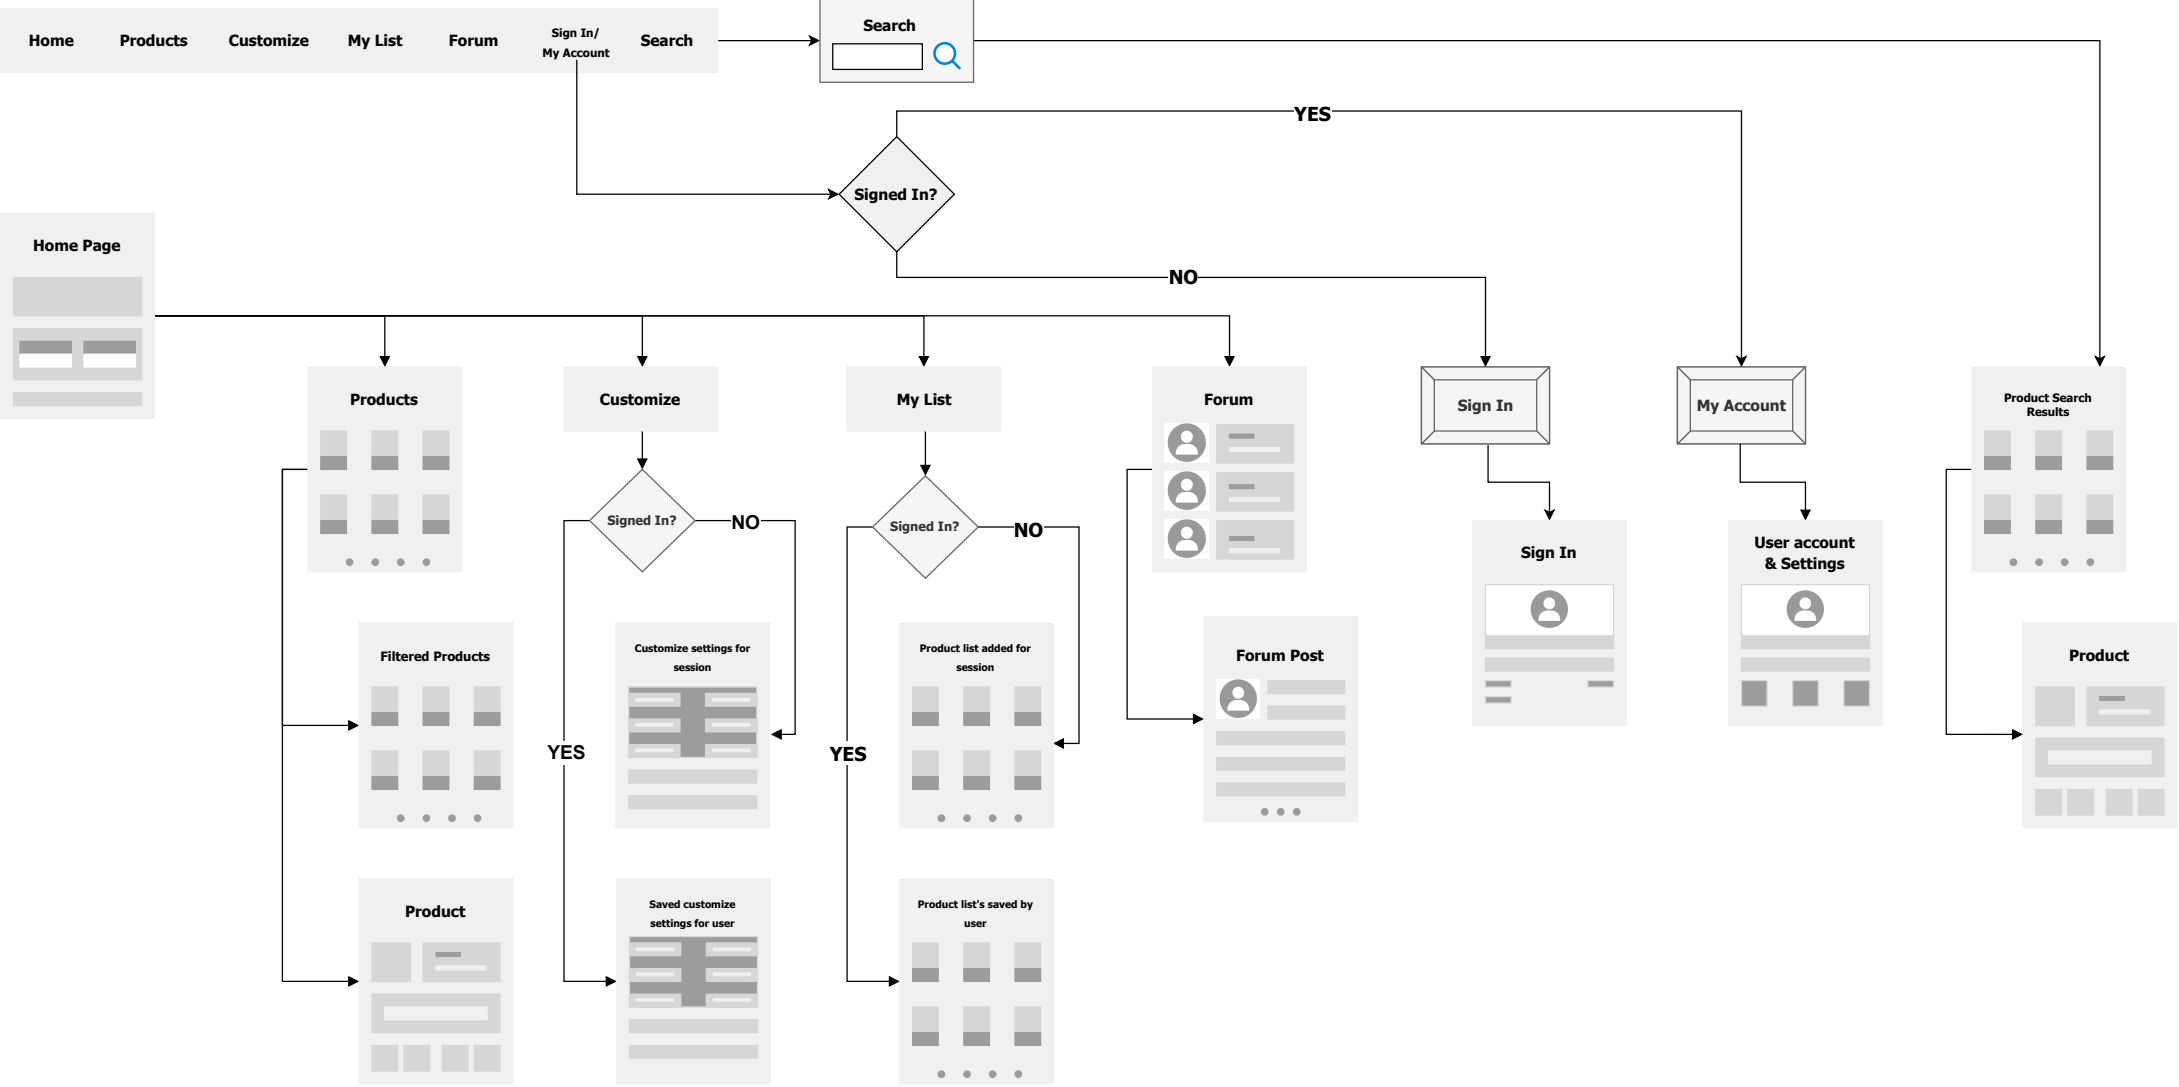 Home
Products
Customize
My List
Forum
Sign In/
My Account
Search
Search
YES
Signed In?
Home Page
NO
Products
Customize
My List
Forum
Sign In
My Account
Product Search
Results
Signed In?
NO
Signed In?
NO
Sign In
User account
& Settings
Filtered Products
Customize settings for
session
Product list added for
session
Forum Post
Product
YES
YES
Product
Saved customize
settings for user
Product list's saved by
user